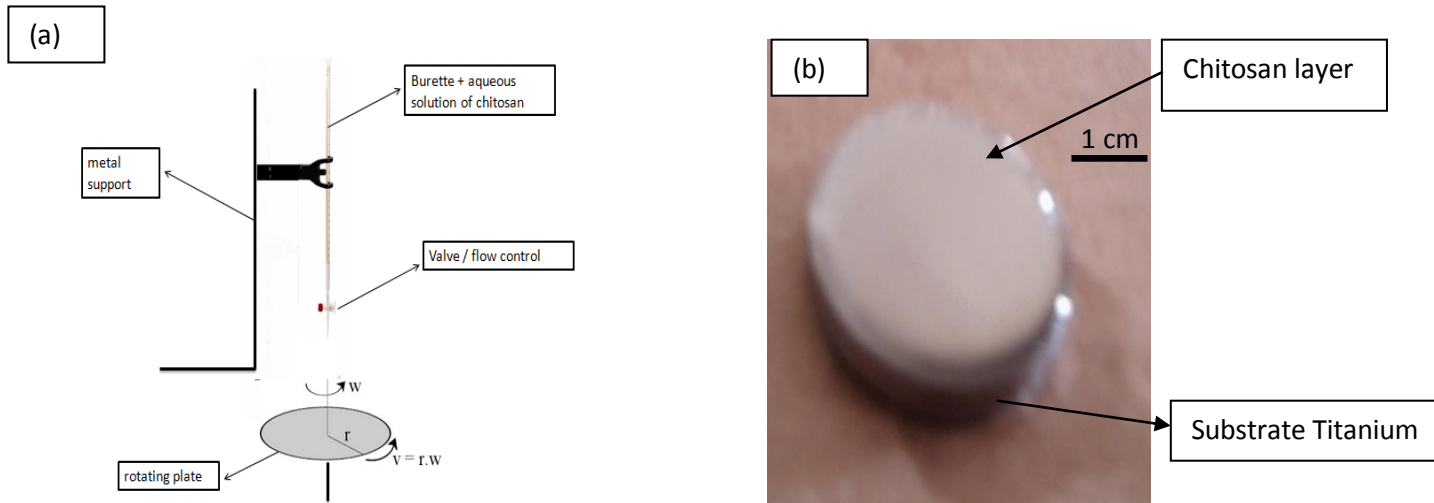 (a)
Burette + aqueous
solution of chitosan
metal
support
Valve / flow control
w
r
v = r.w
rotating plate
(b)
Chitosan layer
1 cm
Substrate Titanium